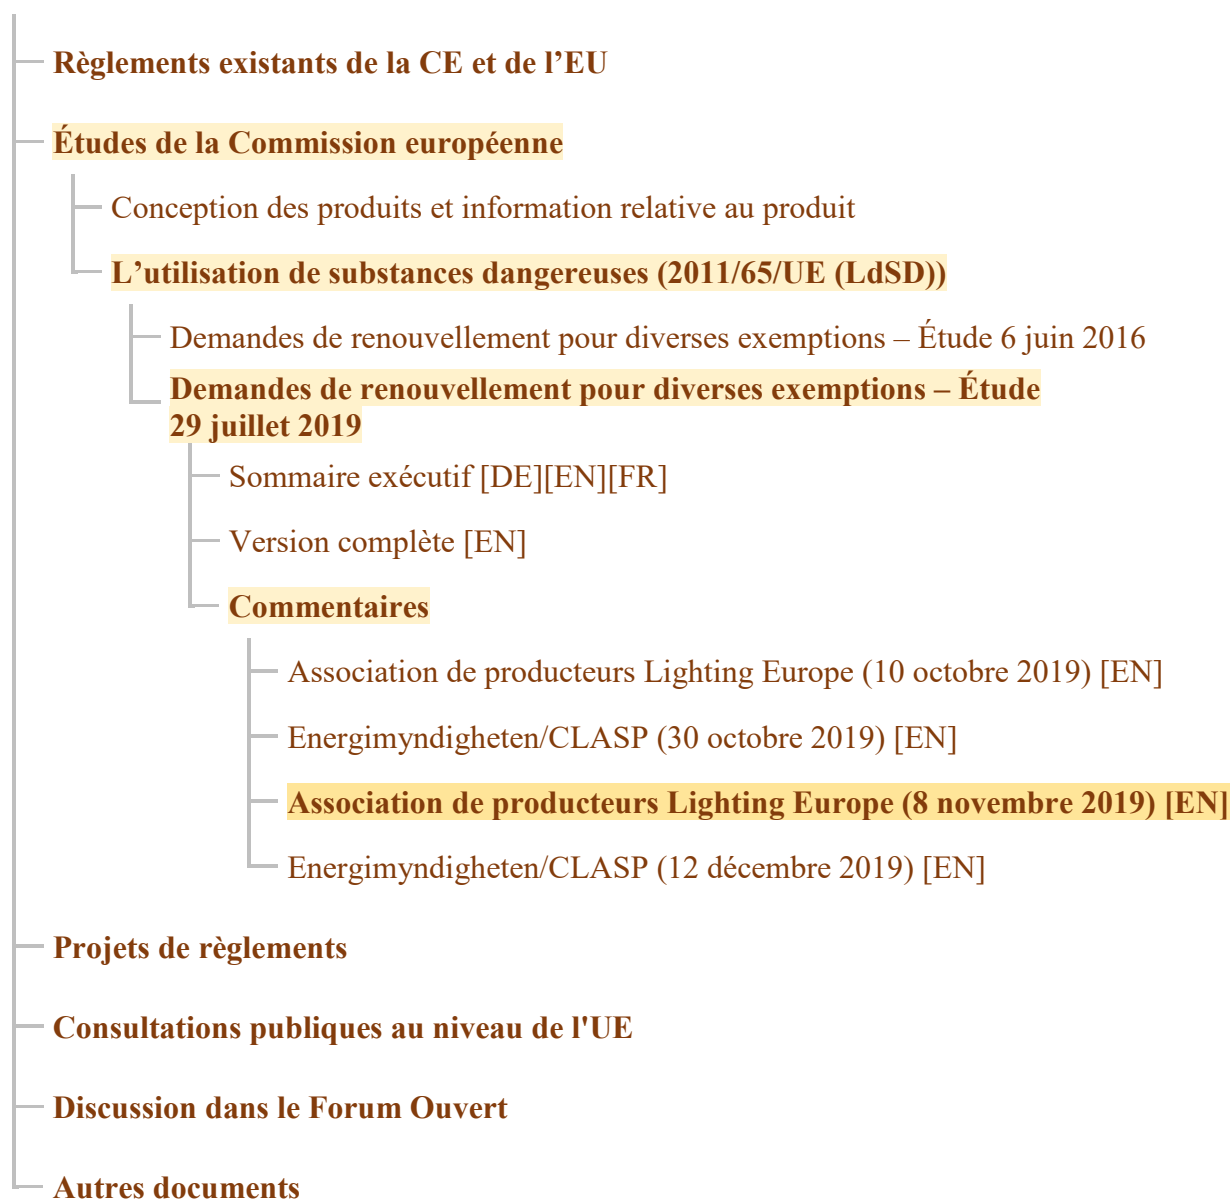 Règlements existants de la CE et de l’EU
Études de la Commission européenne
Conception des produits et information relative au produit
L’utilisation de substances dangereuses (2011/65/UE (LdSD))
Demandes de renouvellement pour diverses exemptions – Étude 6 juin 2016
Demandes de renouvellement pour diverses exemptions – Étude
29 juillet 2019
Sommaire exécutif [DE][EN][FR]
Version complète [EN]
Commentaires
Association de producteurs Lighting Europe (10 octobre 2019) [EN]
Energimyndigheten/CLASP (30 octobre 2019) [EN]
Association de producteurs Lighting Europe (8 novembre 2019) [EN]
Energimyndigheten/CLASP (12 décembre 2019) [EN]
Projets de règlements
Consultations publiques au niveau de l'UE
Discussion dans le Forum Ouvert
Autres documents